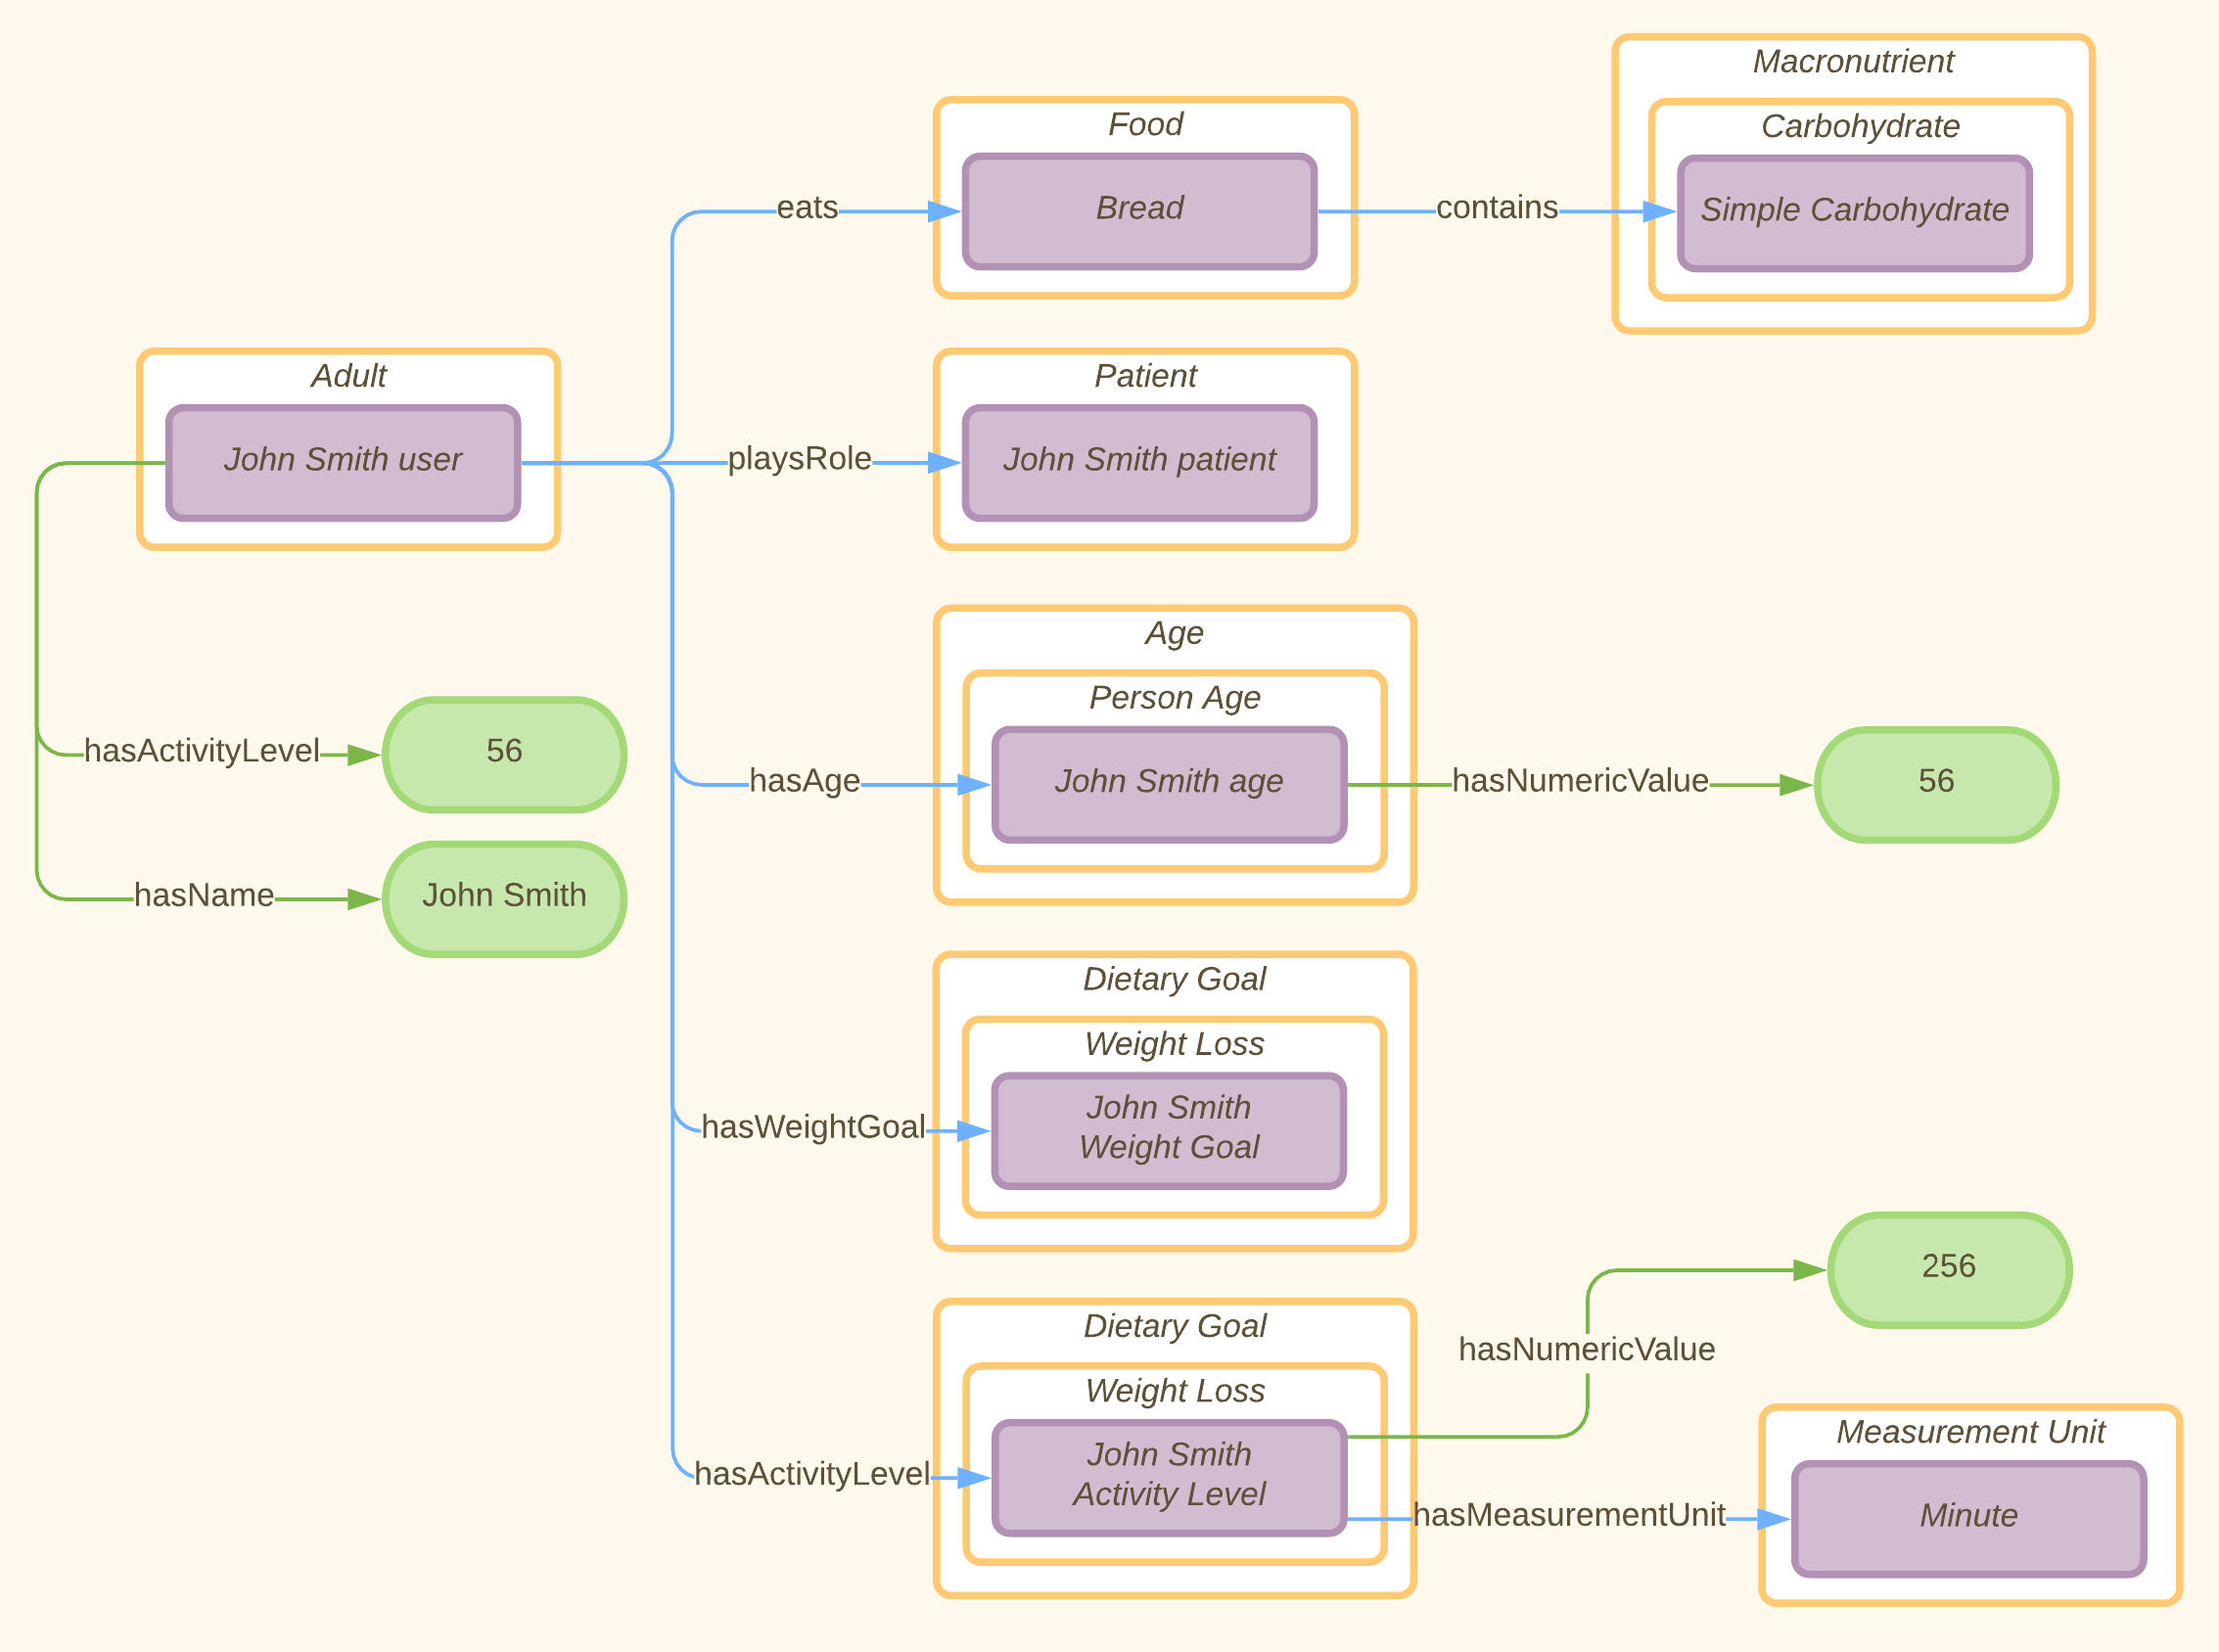 Macronutrient
Food
Carbohydrate
eats
Bread
contains
Simple Carbohydrate
Adult
Patient
John Smith user
playsRole
John Smith patient
Age
Person Age
hasActivityLevel
56
hasAge
John Smith age
hasNumericValue
56
hasName
John Smith
Dietary Goal
Weight Loss
hasWeightGoal
John Smith
Weight Goal
256
Dietary Goal
hasNumericValue
Weight Loss
hasActivityLevel
John Smith
Activity Level
Measurement Unit
hasMeasurementUnit
Minute